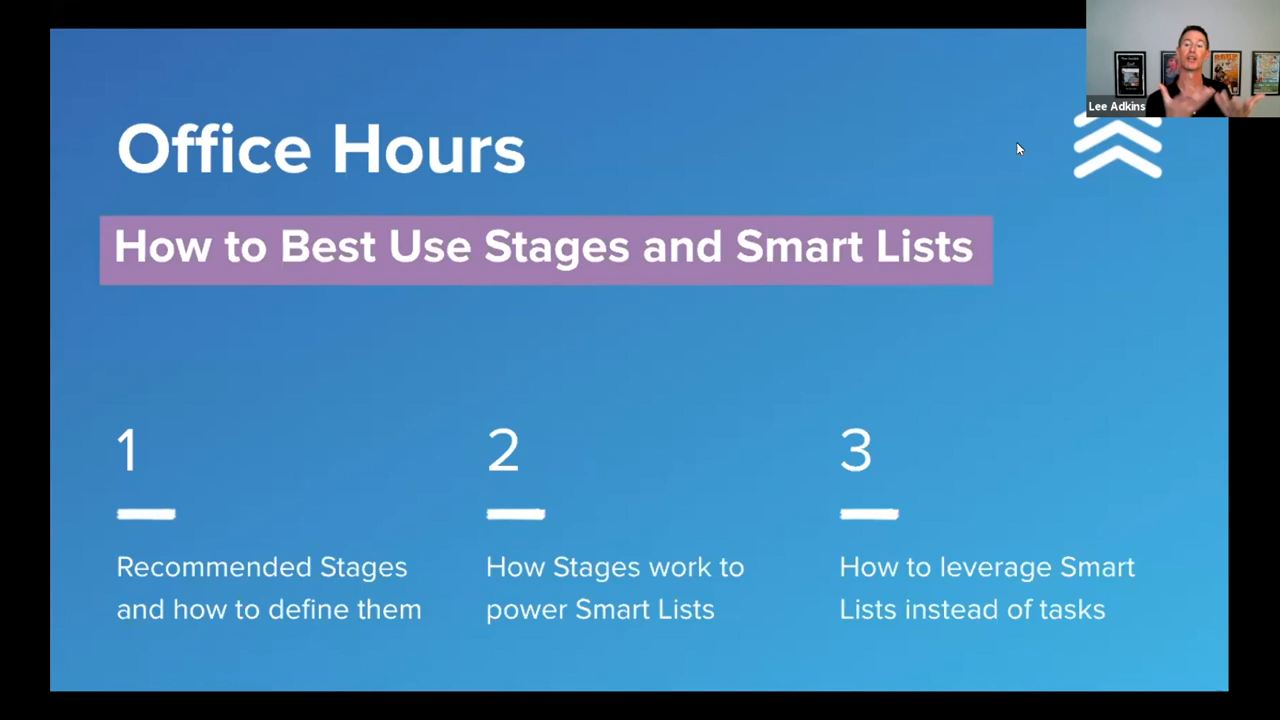 Lee Adkins
Office Hours
How to Best Use Stages and Smart Lists
1
Recommended Stages
and how to define them
2
How Stages work to
power Smart Lists
3
How to leverage Smart
Lists instead of tasks